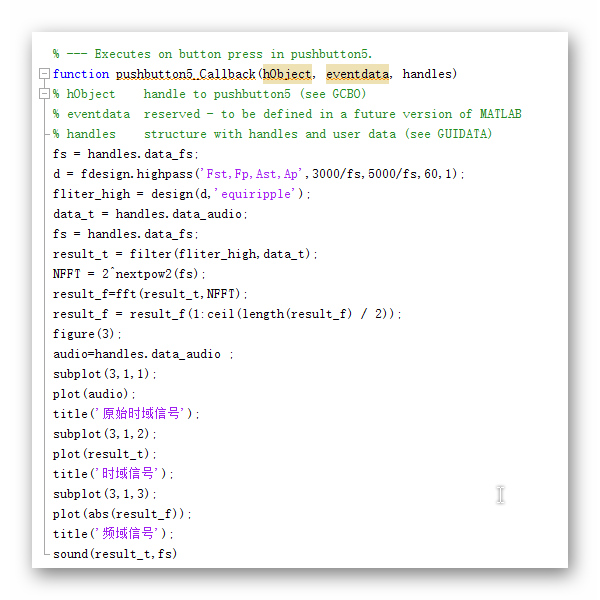 % --- Executes on button press in pushbutton5.
function pushbutton5_Callback(hObject, eventdata, handles)
% hObject    handle to pushbutton5 (see GCBO)
% eventdata  reserved - to be defined in a future version of MATLAB
% handles    structure with handles and user data (see GUIDATA)
fs = handles.data_fs;
d = fdesign.highpass('Fst,Fp,Ast,Ap',3000/fs,5000/fs,60,1);
fliter_high = design(d,'equiripple');
data_t = handles.data_audio;
fs = handles.data_fs;
result_t = filter(fliter_high,data_t);
NFFT = 2^nextpow2(fs);
result_f=fft(result_t,NFFT);
result_f = result_f(1:ceil(length(result_f) / 2));
figure(3);
audio=handles.data_audio ;
subplot(3,1,1);
plot(audio);
title('原始时域信号');
subplot(3,1,2);
plot(result_t);
title('时域信号');
subplot(3,1,3);
plot(abs(result_f));
title('频域信号');
sound(result_t,fs)